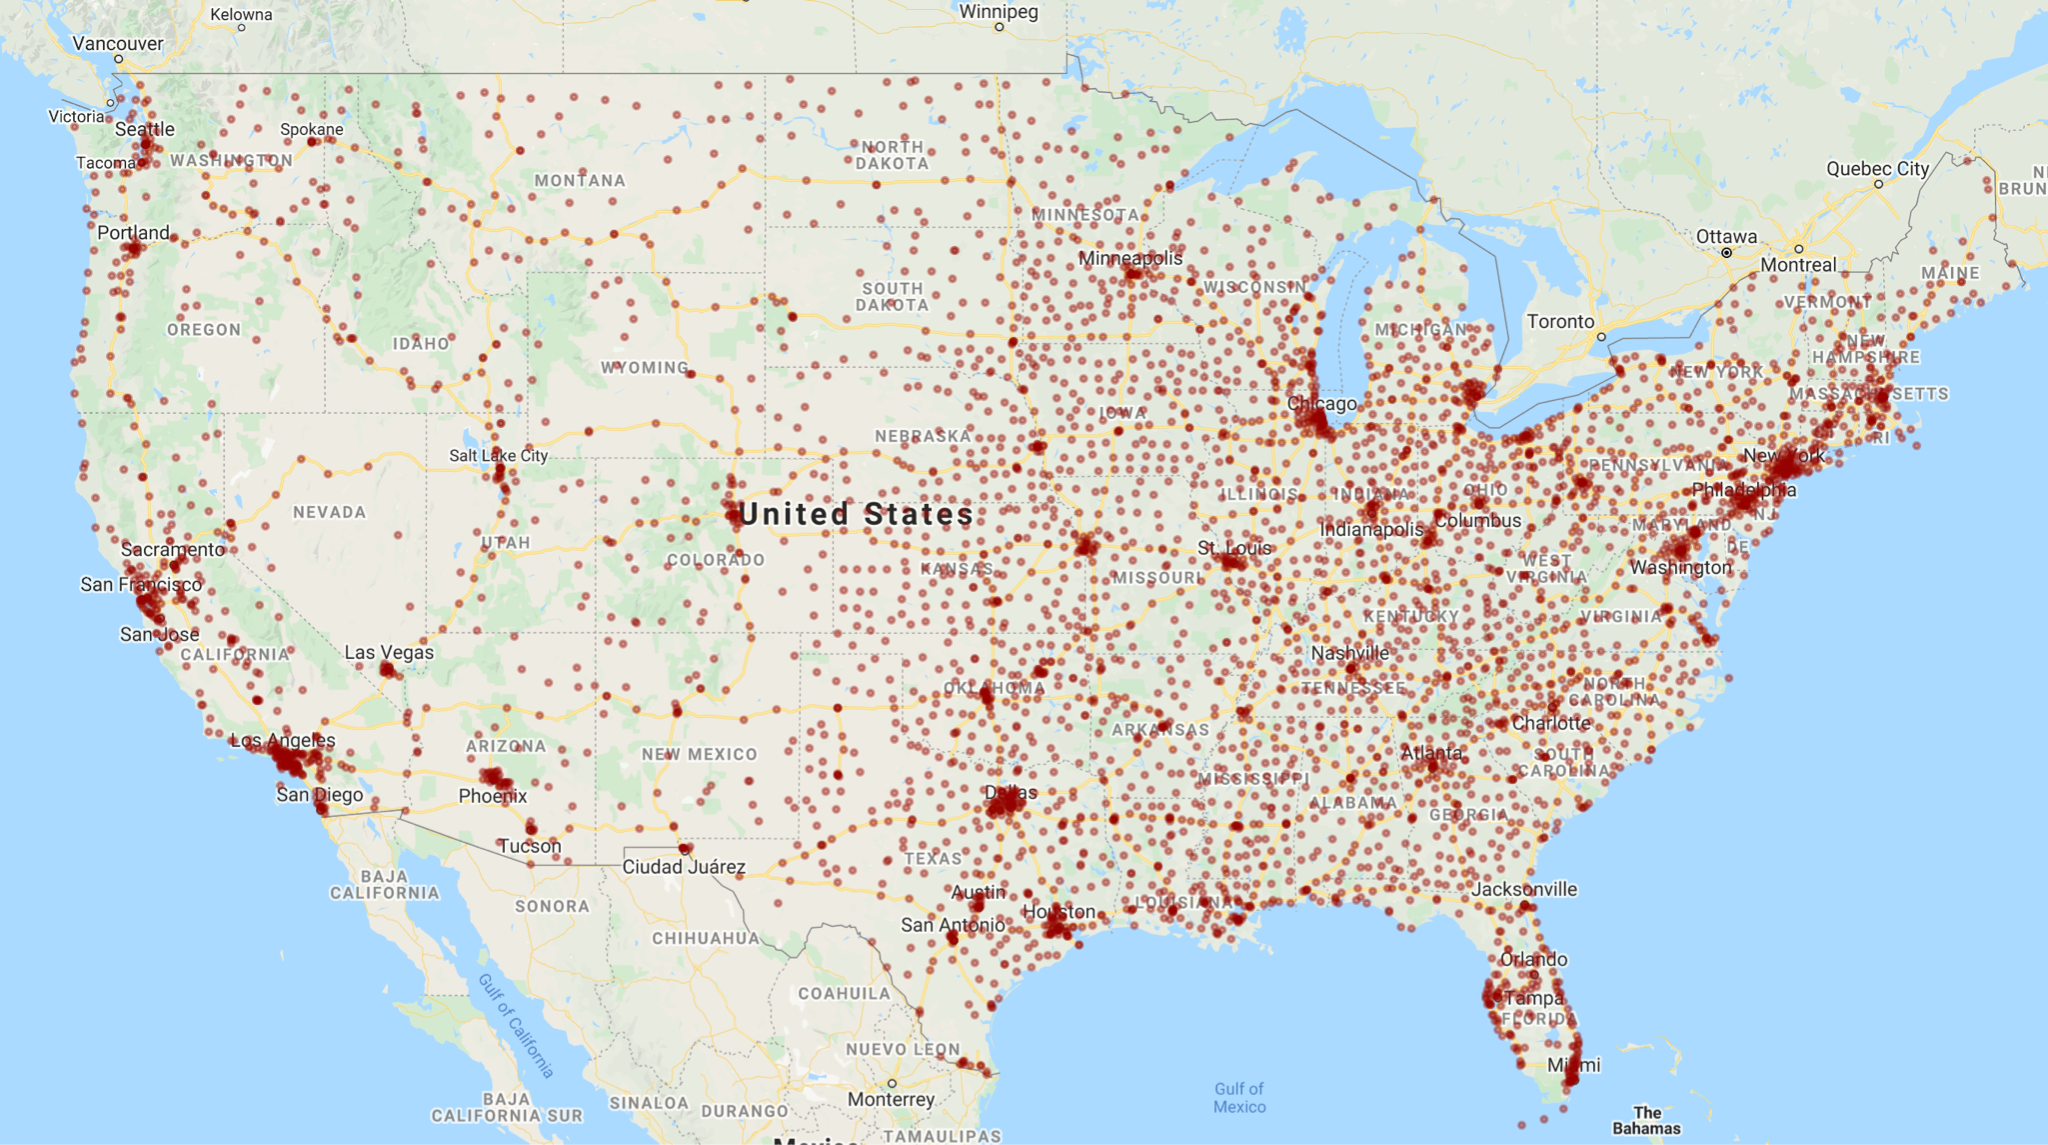 Kelowna
Winnipeg
Vancouver
Victoria
Seattle
Spokane
Tacoma
WASHINGTON
Quebec City
NE
BRUN
NORTH
DAKOTA
MONTANA
MINNESOTA
Portland
Ottawa
Montreal
Minneapolis
MAINE
WISCONSIN
SOUTH
DAKOTA
VERMONT
Toronto
OREGON
IDAHO
MICHIGAN
NEW
HAMPSHIRE
WYOMING
NEW YORK
MASSACHUSETTS
Chicago
IOWA
NEBRASKA
RI
Salt Lake City
New York
PENNSYLVANIA
Philadelphia
ILLINOIS
INDIANA
OHIO
NEVADA
United States
NJ
Indianapolis
Columbus
MARYLAND
UTAH
DE
Sacramento
St. Louis
COLORADO
KANSAS
MISSOURI
WEST
VIRGINIA
Washington
San Francisco
KENTUCKY
VIRGINIA
San Jose
CALIFORNIA
Las Vegas
Nashville
OKLAHOMA
TENNESSEE
NORTH
CAROLINA
Charlotte
ARKANSAS
Los Angeles
ARIZONA
NEW MEXICO
Atlanta
SOUTH
CAROLINA
MISSISSIPPI
San Diego
Phoenix
Dallas
ALABAMA
GEORGIA
Tucson
Ciudad Juárez
TEXAS
BAJA
CALIFORNIA
Austin
Jacksonville
SONORA
Houston
LOUISIANA
San Antonio
CHIHUAHUA
Orlando
COAHUILA
Tampa
FLORIDA
Gulf of California
NUEVO LEON
Miami
Gulf of
Mexico
Monterrey
BAJA
CALIFORNIA SUR
SINALOA
DURANGO
The
Bahamas
TAMAULIPAS
Mexico